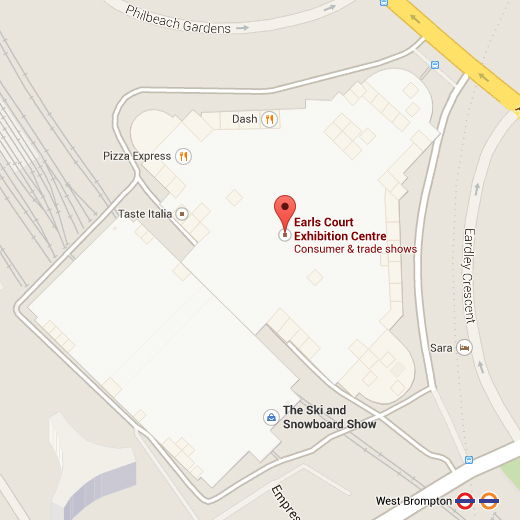 Philbeach Gardens
Dash
Pizza Express
Taste Italia
Earls Court
Exhibition Centre
Consumer & trade shows
Eardley Crescent
Sara
The Ski and
Snowboard Show
West Brompton
Empres